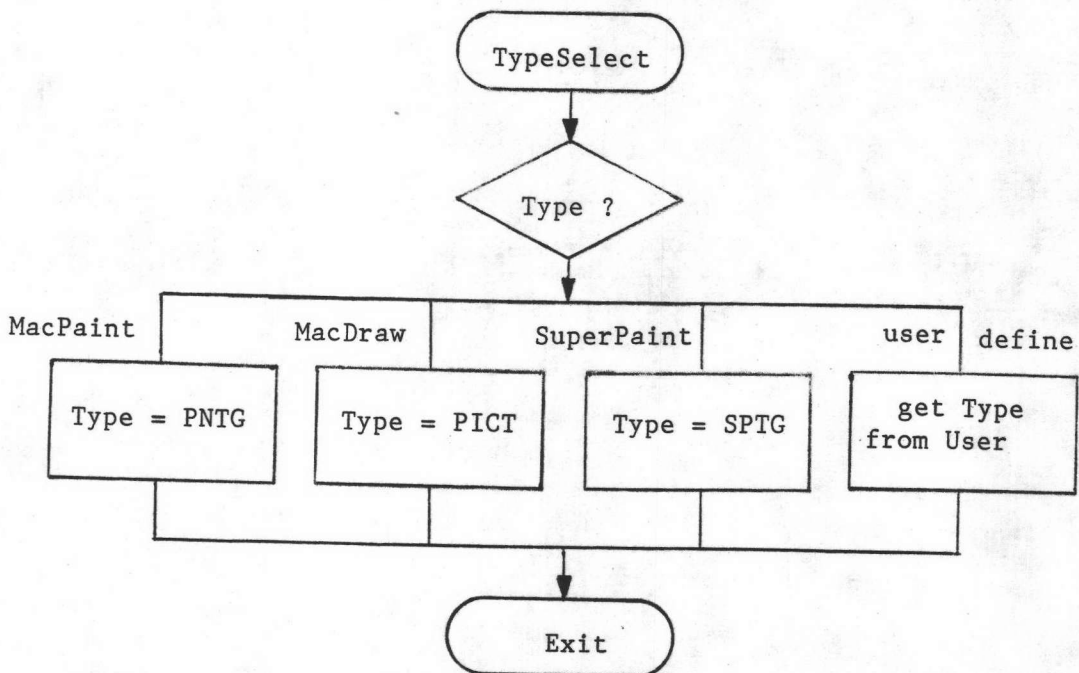 TypeSelect
Type ?
MacPaint
MacDraw
SuperPaint
user define
Type = PNTG
Type = PICT
Type = SPTG
get Type
from User
Exit